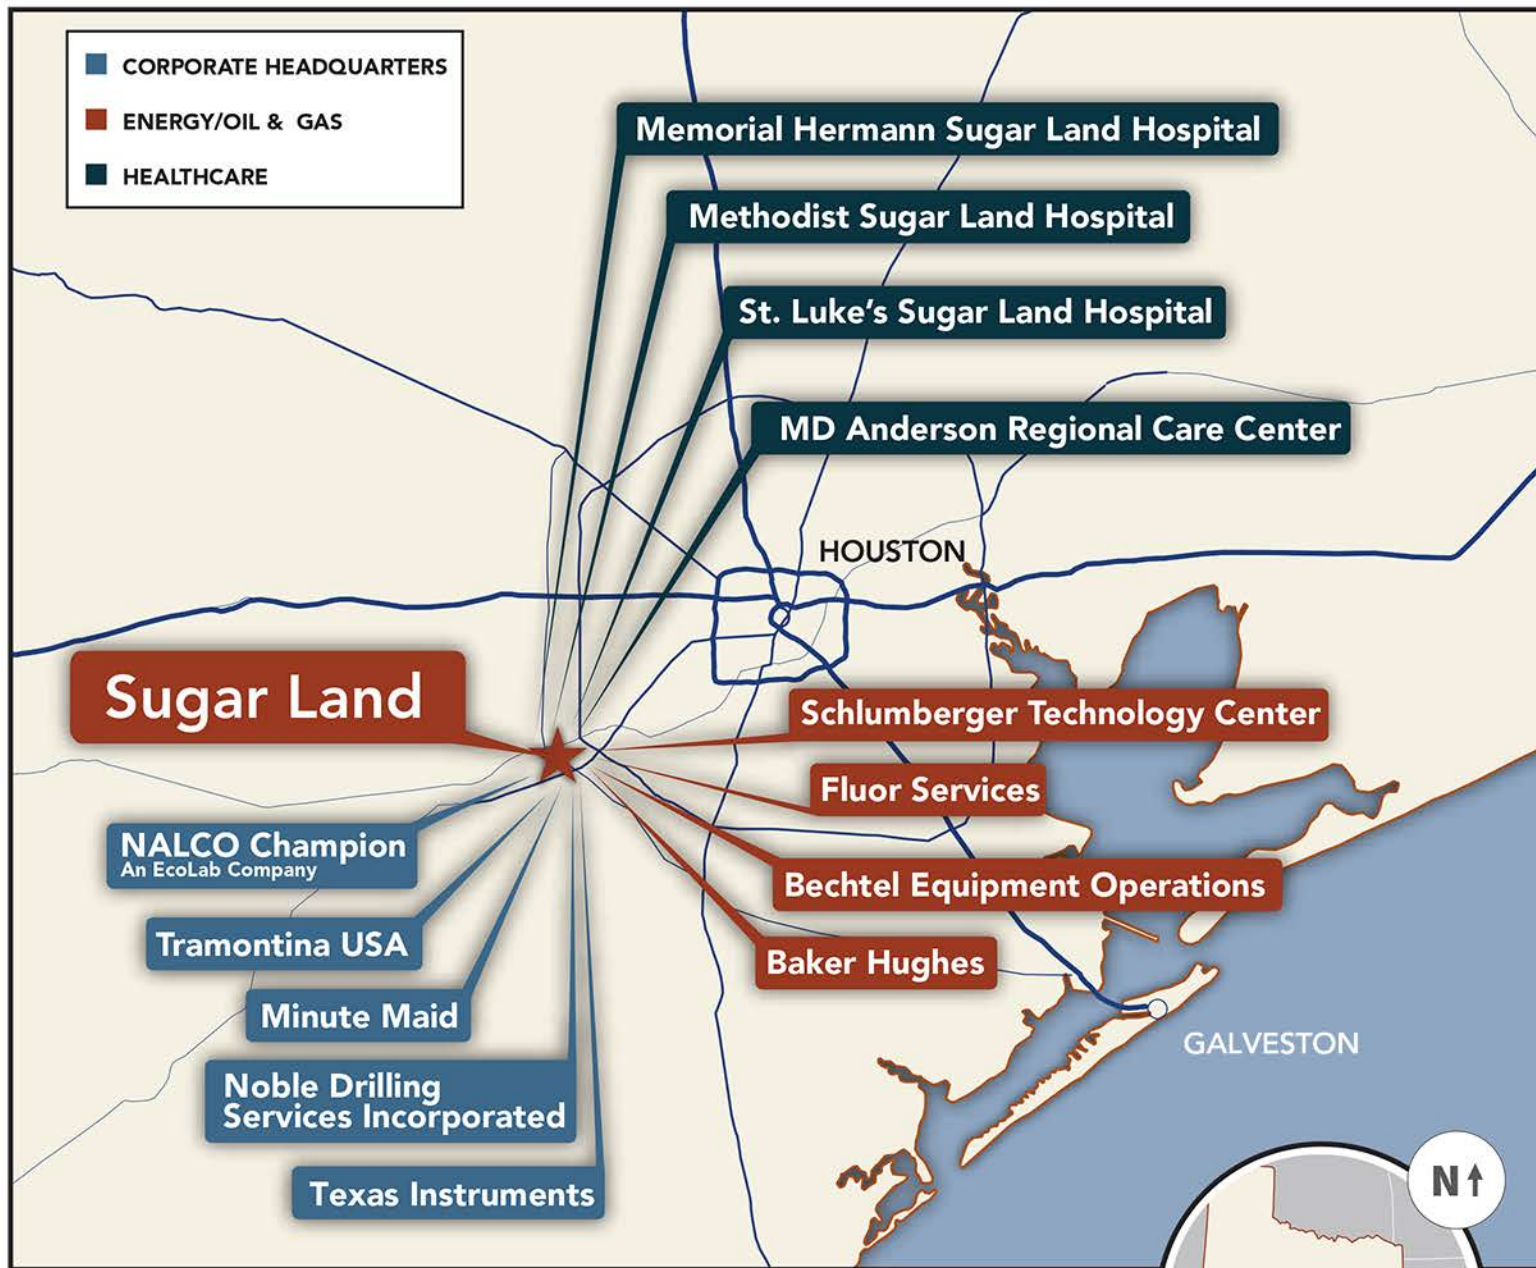 CORPORATE HEADQUARTERS
ENERGY/OIL & GAS
HEALTHCARE
Memorial Hermann Sugar Land Hospital
Methodist Sugar Land Hospital
St. Luke's Sugar Land Hospital
MD Anderson Regional Care Center
HOUSTON
Sugar Land
Schlumberger Technology Center
Fluor Services
NALCO Champion
An EcoLab Company
Bechtel Equipment Operations
Tramontina USA
Baker Hughes
Minute Maid
GALVESTON
Noble Drilling
Services Incorporated
Texas Instruments
N